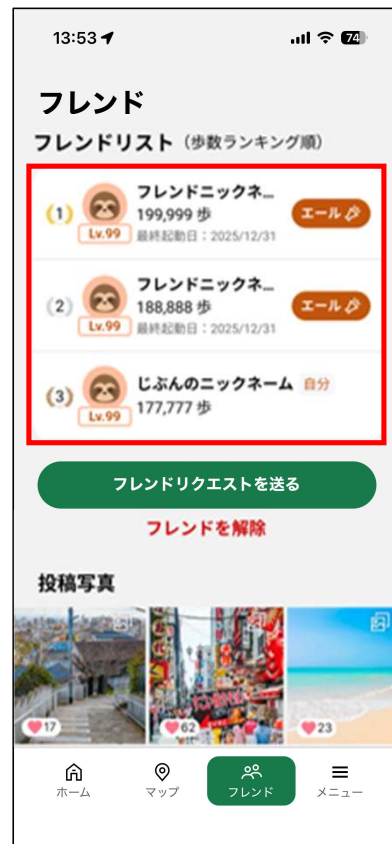 13:53
74
フレンド
フレンドリスト（歩数ランキング順）
(1)
フレンドニックネ...
199,999 歩
最終起動日：2025/12/31
Lv.99
エール
(2)
フレンドニックネ...
188,888 歩
最終起動日：2025/12/31
Lv.99
エール
(3)
じぶんのニックネーム 自分
177,777 歩
Lv.99
フレンドリクエストを送る
フレンドを解除
投稿写真
17
62
23
ホーム
マップ
フレンド
メニュー